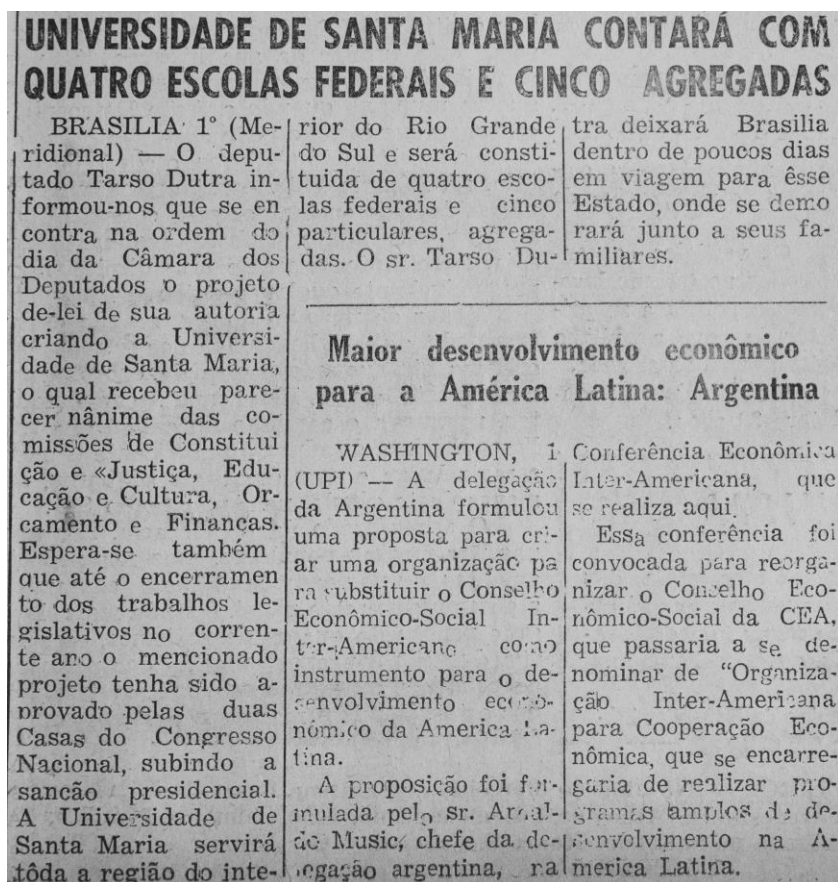 UNIVERSIDADE DE SANTA MARIA CONTARÁ COM
QUATRO ESCOLAS FEDERAIS E CINCO AGREGADAS
BRASILIA 1º (Me-
ridional) — O depu-
tado Tarso Dutra in-
formou-nos que se en
contra na ordem do
dia da Câmara dos
Deputados o projeto
de-lei de sua autoria
criando a Universi-
dade de Santa Maria,
o qual recebeu pare-
cer nânime das co-
missões de Constitui
ção e «Justiça, Edu-
cação e Cultura, Or-
camento e Finanças.
Espera-se também
que até o encerramen
to dos trabalhos le-
gislativos no corren-
te ano o mencionado
projeto tenha sido a-
provado pelas duas
Casas do Congresso
Nacional, subindo a
sancão presidencial.
A Universidade de
Santa Maria servirá
tôda a região do inte-
rior do Rio Grande
do Sul e será consti-
tuida de quatro esco-
las federais e cinco
particulares, agrega-
das. O sr. Tarso Du-
tra deixará Brasilia
dentro de poucos dias
em viagem para êsse
Estado, onde se demo
rará junto a seus fa-
miliares.
Maior desenvolvimento econômico
para a América Latina: Argentina
WASHINGTON, 1
(UPI) — A delegação
da Argentina formulou
uma proposta para cri-
ar uma organização pa
ra substituir o Conselho
Econômico-Social In-
ter-Americano como
instrumento para o de-
senvolvimento econô-
nómico da America La-
tina.
A proposição foi for-
mulada pelo sr. Arnal-
do Music, chefe da de-
legação argentina, na
Conferência Econômica
Inter-Americana, que
se realiza aqui.
Essa conferência foi
convocada para reorga-
nizar o Concelho Eco-
nômico-Social da CEA,
que passaria a se de-
nominar de "Organiza-
ção Inter-Americana
para Cooperação Eco-
nômica, que se encarre-
garia de realizar pro-
gramas amplos de de-
senvolvimento na A-
merica Latina.